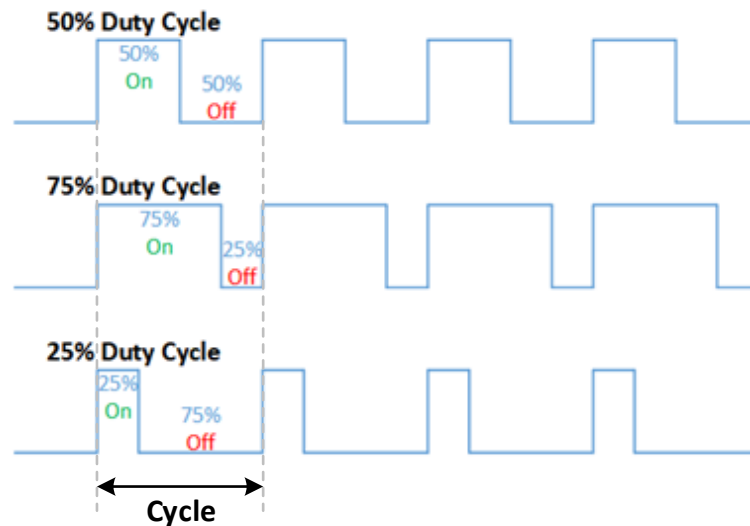 50% Duty Cycle
50%
On
50%
Off
75% Duty Cycle
75%
On
25%
Off
25% Duty Cycle
25%
On
75%
Off
Cycle